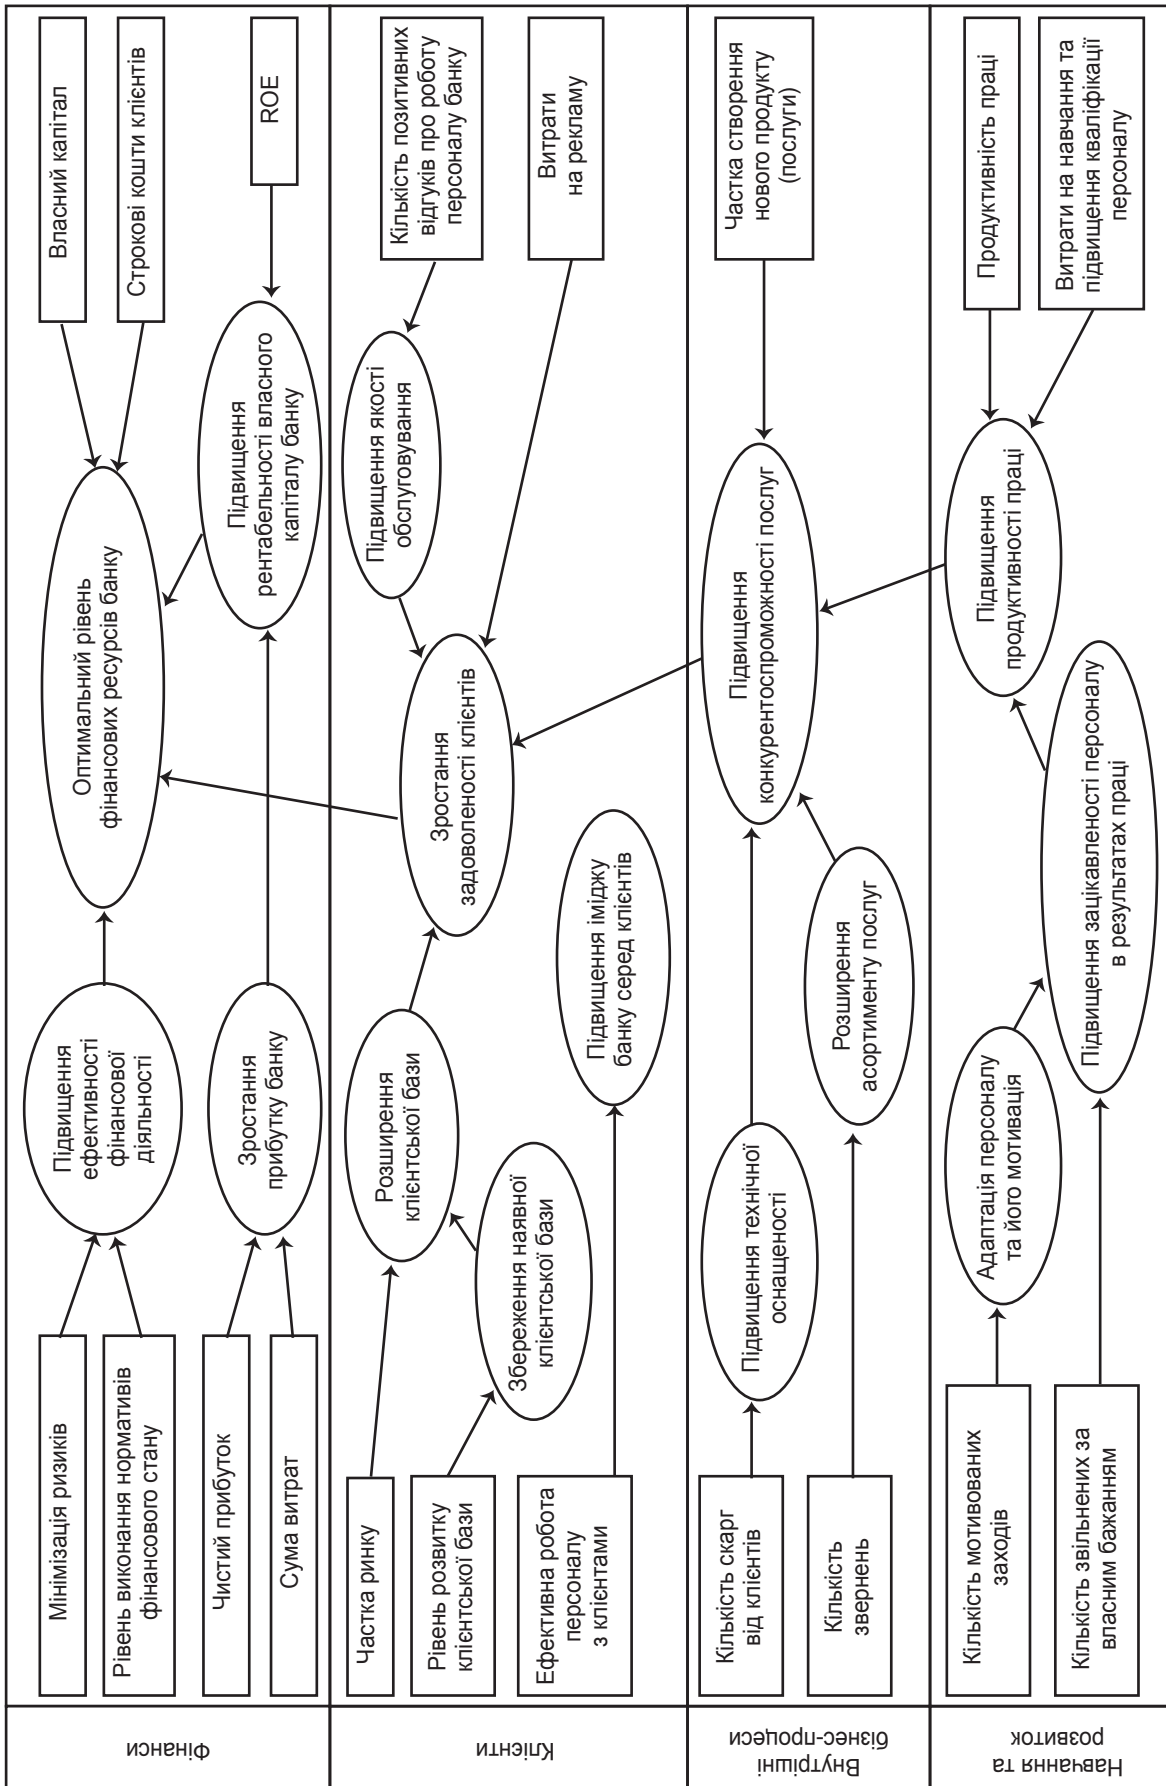 Фінанси
Мінімізація ризиків
Рівень виконання нормативів
фінансового стану
Чистий прибуток
Сума витрат
Підвищення
ефективності
фінансової
діяльності
Зростання
прибутку банку
Оптимальний рівень
фінансових ресурсів банку
Підвищення
рентабельності власного
капіталу банку
Власний капітал
Строкові кошти клієнтів
ROE
Клієнти
Частка ринку
Рівень розвитку
клієнтської бази
Ефективна робота
персоналу
з клієнтами
Розширення
клієнтської бази
Збереження наявної
клієнтської бази
Зростання
задоволеності клієнтів
Підвищення іміджу
банку серед клієнтів
Підвищення якості
обслуговування
Кількість позитивних
відгуків про роботу
персоналу банку
Витрати
на рекламу
Внутрішні
бізнес-процеси
Кількість скарг
від клієнтів
Кількість
звернень
Підвищення технічної
оснащеності
Розширення
асортименту послуг
Підвищення
конкурентоспроможності послуг
Частка створення
нового продукту
(послуги)
Навчання та
розвиток
Кількість мотивованих
заходів
Кількість звільнених за
власним бажанням
Адаптація персоналу
та його мотивація
Підвищення зацікавленості персоналу
в результатах праці
Підвищення
продуктивності праці
Продуктивність праці
Витрати на навчання та
підвищення кваліфікації
персоналу